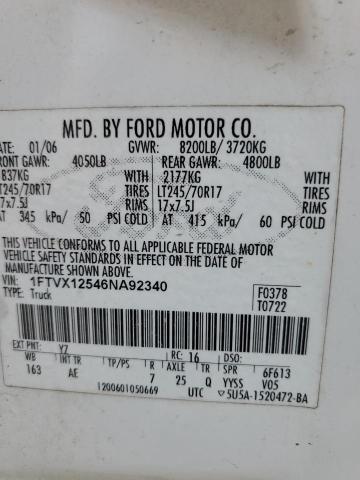 MFD. BY FORD MOTOR CO.
DATE 01/06 GVWR: 8200LB/ 3720KG
FRONT GAWR: 4050LB REAR GAWR: 4800LB
837KG WITH 2177KG WITH
LT245/70R17 TIRES LT245/70R17 TIRES
17x7.5J RIMS 17x7.5J RIMS
AT 345 kPa/ 50 PSI COLD AT 415 kPa/ 60 PSI COLD
THIS VEHICLE CONFORMS TO ALL APPLICABLE FEDERAL MOTOR
VEHICLE SAFETY STANDARDS IN EFFECT ON THE DATE OF
MANUFACTURE SHOWN ABOVE.
VIN: 1FTVX12546NA92340
TYPE: Truck
F0378
T0722
EXT PNT: Y7 RC: 16 DSO:
WB INT TR TP/PS R AXLE TR SPR 6F613
163 AE 7 25 Q YYSS V05
1200601050669 UTC ▽5U5A-1520472-BA